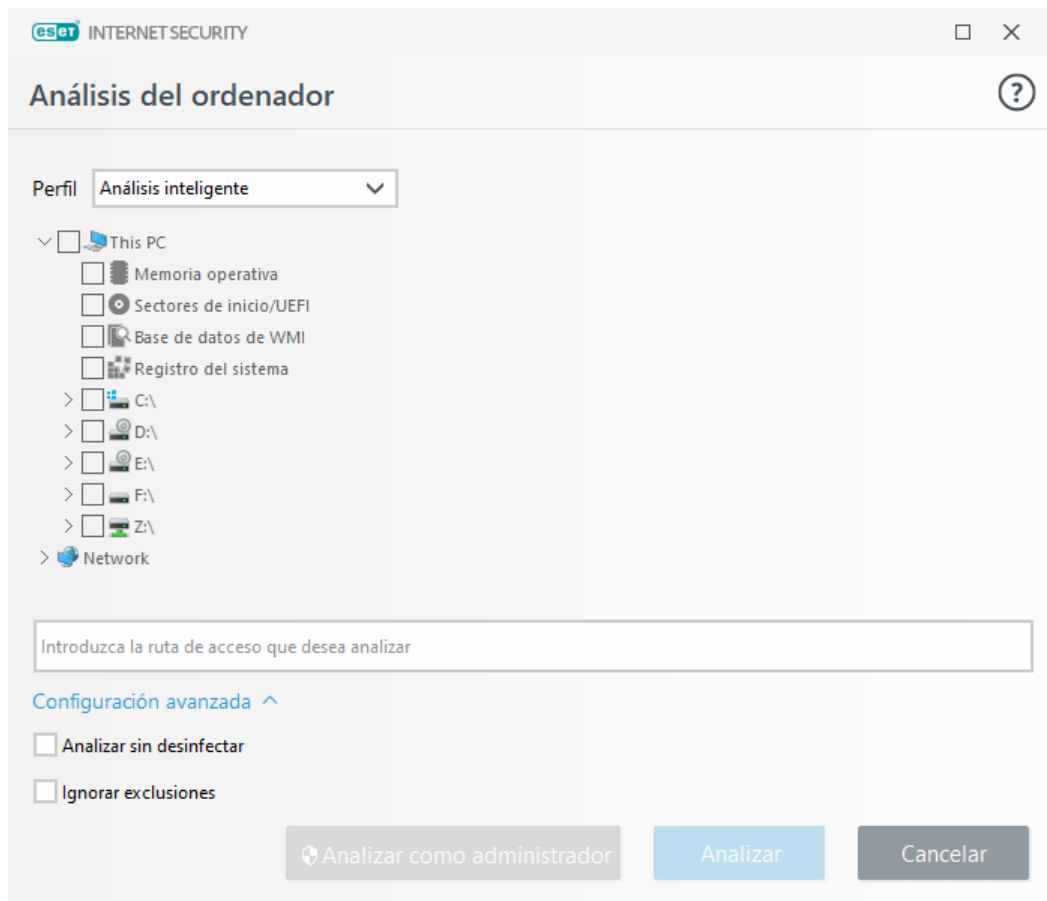 eset INTERNET SECURITY
Análisis del ordenador
?
Perfil Análisis inteligente
This PC
Memoria operativa
Sectores de inicio/UEFI
Base de datos de WMI
Registro del sistema
C:\
D:\
E:\
F:\
Z:\
Network
Introduzca la ruta de acceso que desea analizar
Configuración avanzada
Analizar sin desinfectar
Ignorar exclusiones
Analizar como administrador Analizar Cancelar